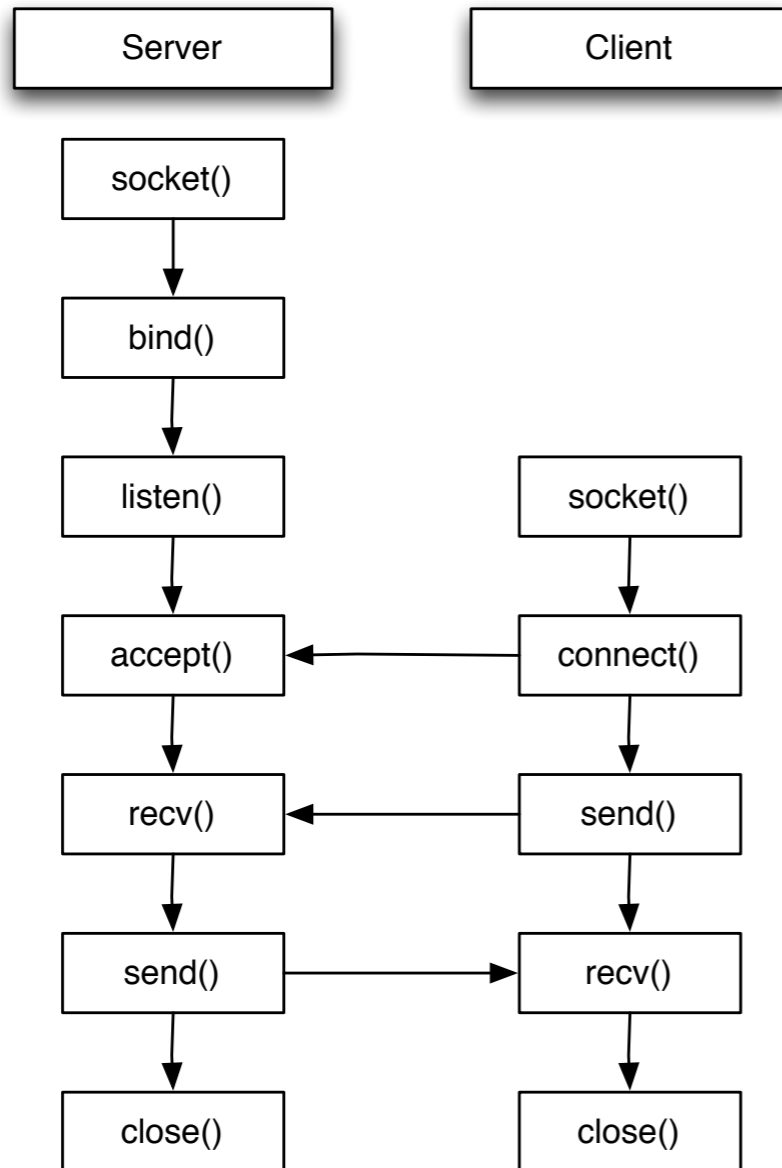 Server
Client
socket()
bind()
listen()
socket()
accept()
connect()
recv()
send()
send()
recv()
close()
close()